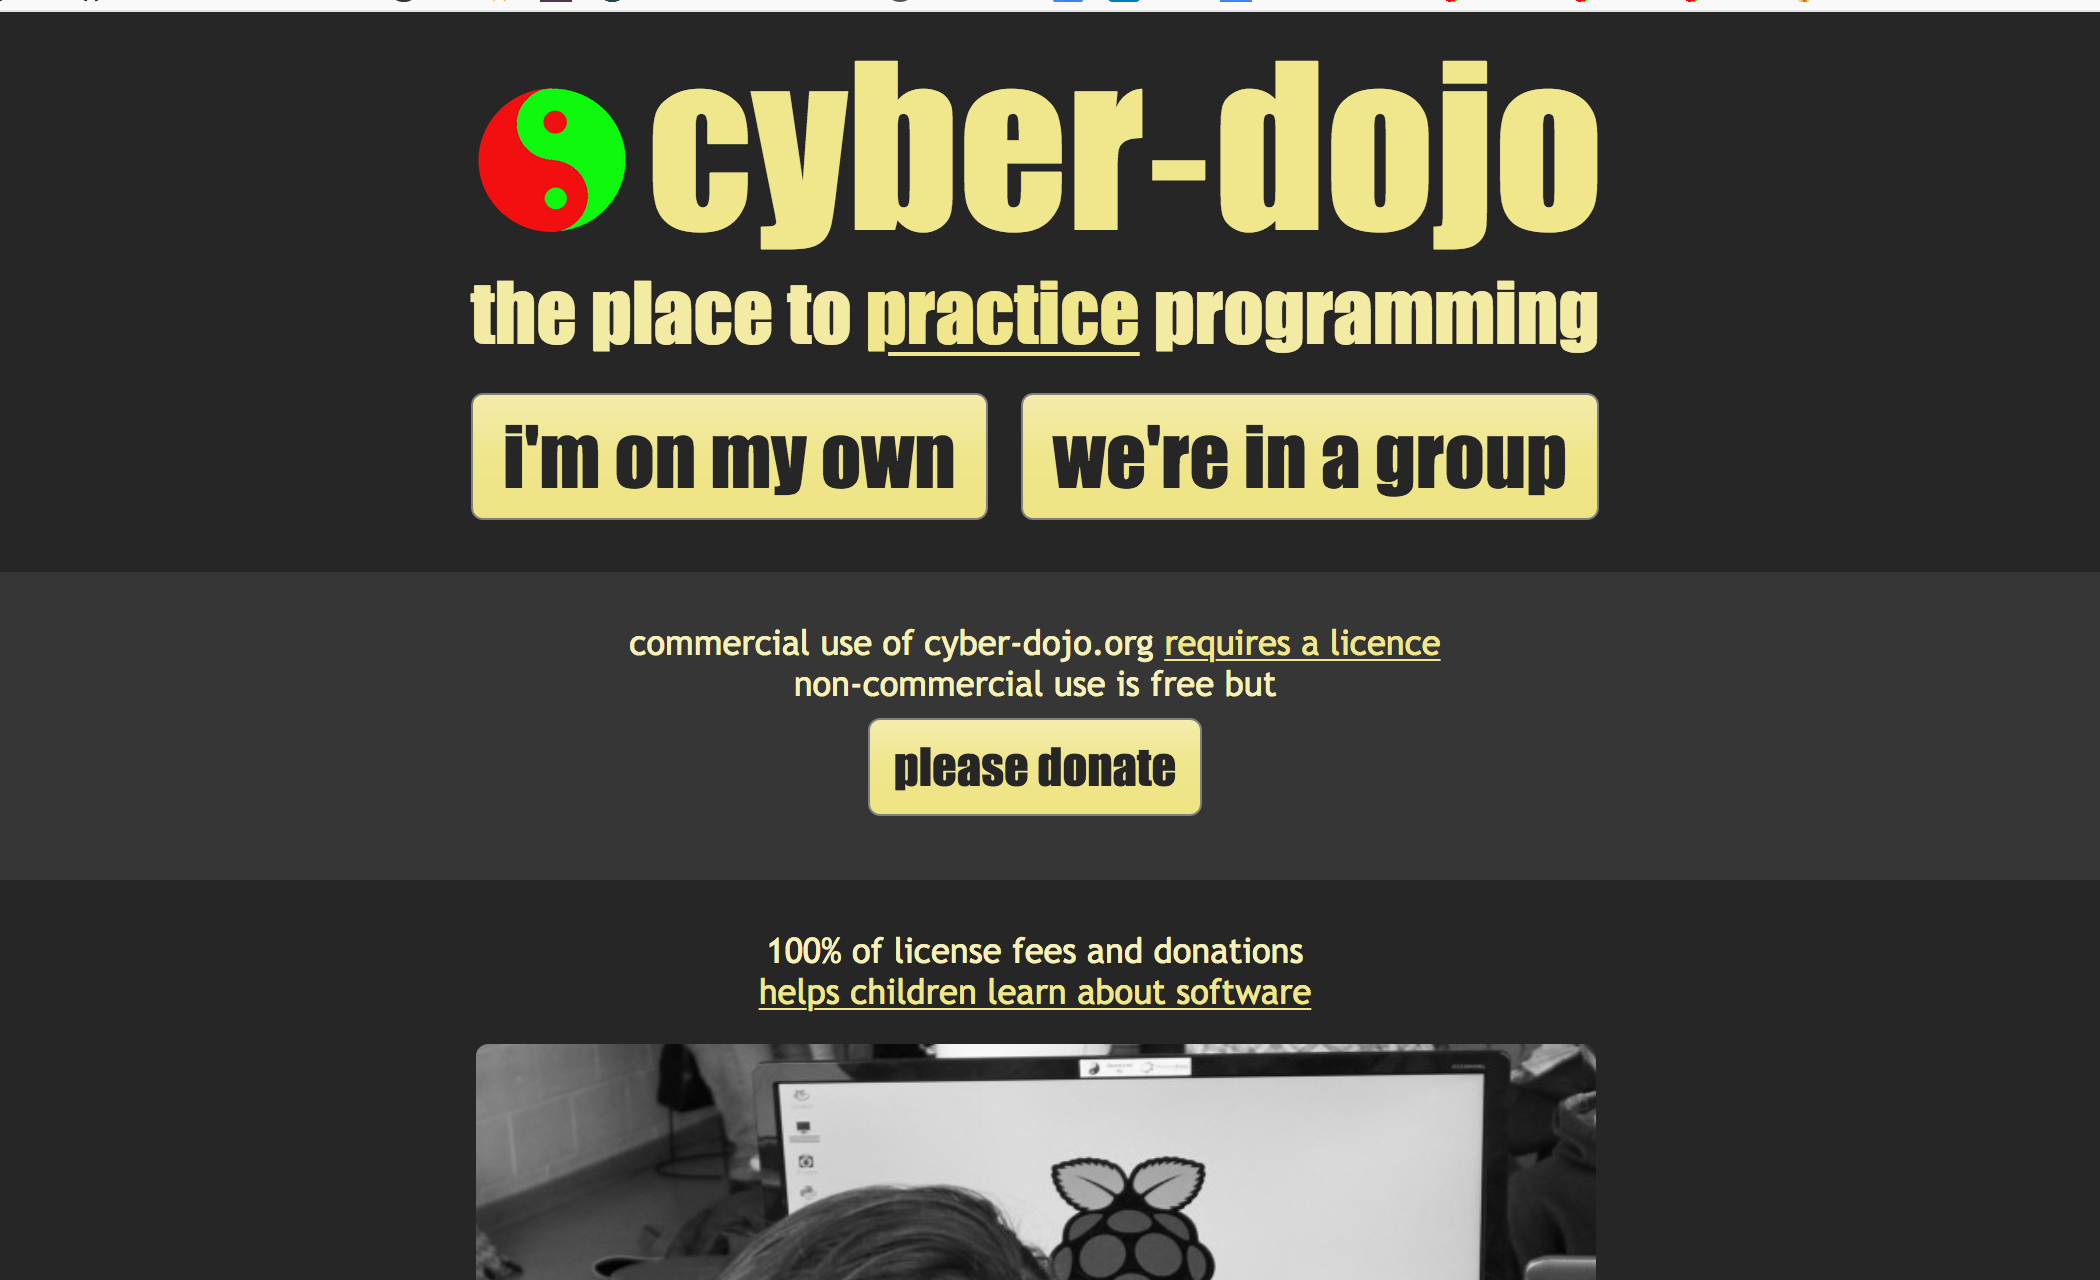 cyber-dojo
the place to practice programming
i'm on my own
we're in a group
commercial use of cyber-dojo.org requires a licence
non-commercial use is free but
please donate
100% of license fees and donations
helps children learn about software